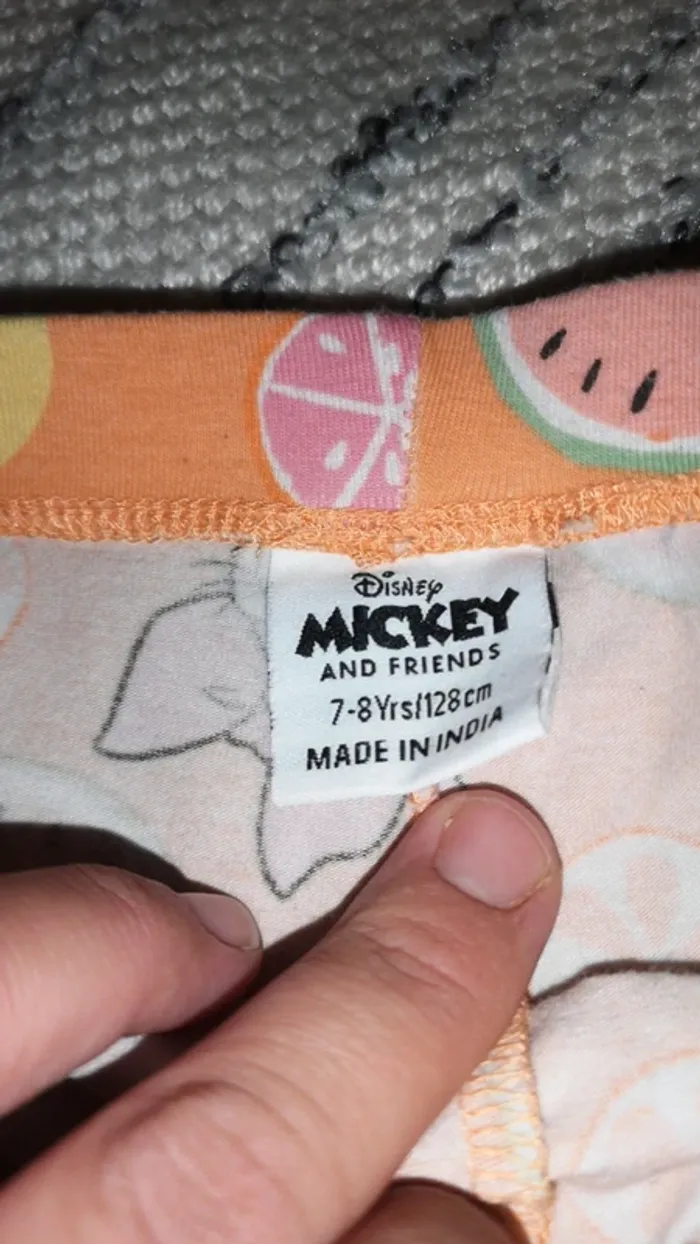 Disney
MICKEY
AND FRIENDS
7-8Yrs/128cm
MADE IN INDIA